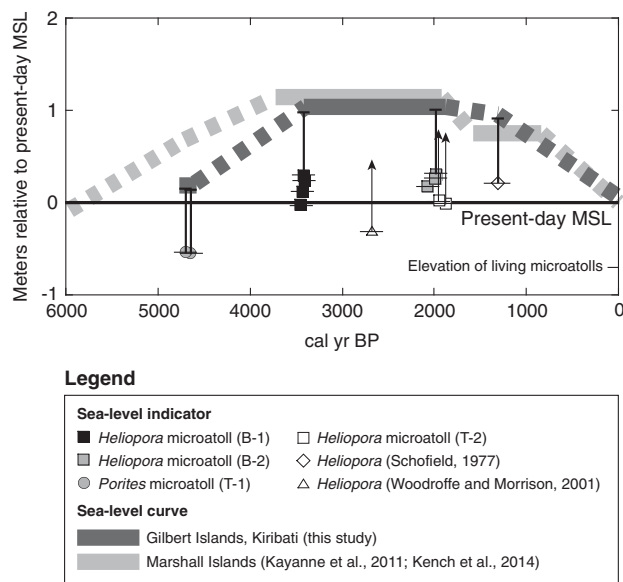 Meters relative to present-day MSL
2
1
0
-1
Present-day MSL
Elevation of living microatolls
6000 5000 4000 3000 2000 1000 0
cal yr BP
Legend
Sea-level indicator
Heliopora microatoll (B-1) Heliopora microatoll (T-2)
Heliopora microatoll (B-2) Heliopora (Schofield, 1977)
Porites microatoll (T-1) Heliopora (Woodroffe and Morrison, 2001)
Sea-level curve
Gilbert Islands, Kiribati (this study)
Marshall Islands (Kayanne et al., 2011; Kench et al., 2014)